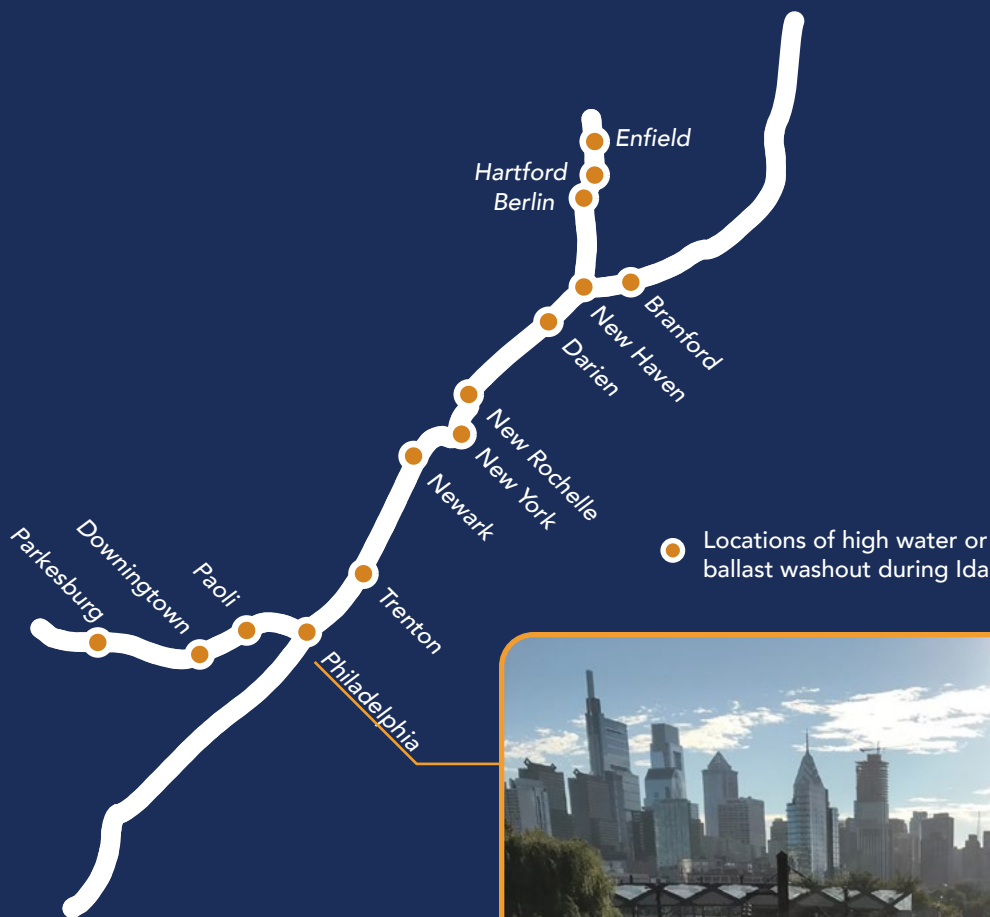 Enfield
Hartford
Berlin
Branford
New Haven
Darien
New Rochelle
New York
Newark
Locations of high water or
ballast washout during Ida
Downingtown
Parkesburg
Paoli
Trenton
Philadelphia